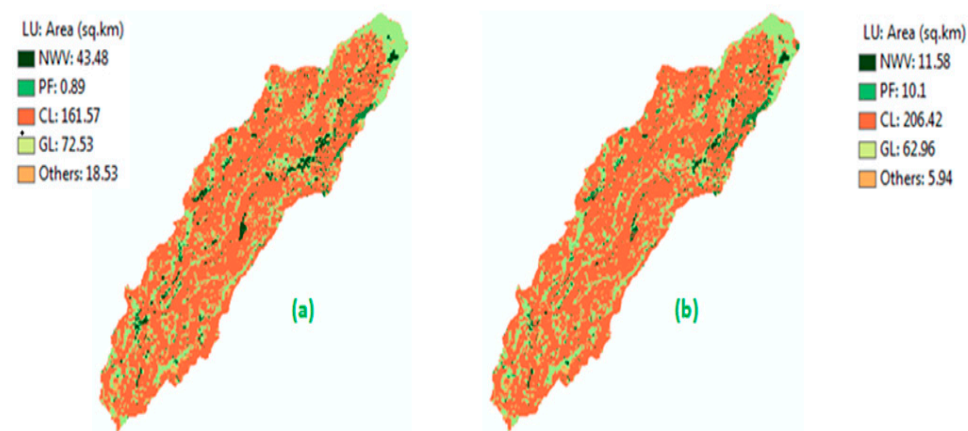 LU: Area (sq.km)
NWV: 43.48
PF: 0.89
CL: 161.57
GL: 72.53
Others: 18.53
(a)
LU: Area (sq.km)
NWV: 11.58
PF: 10.1
CL: 206.42
GL: 62.96
Others: 5.94
(b)